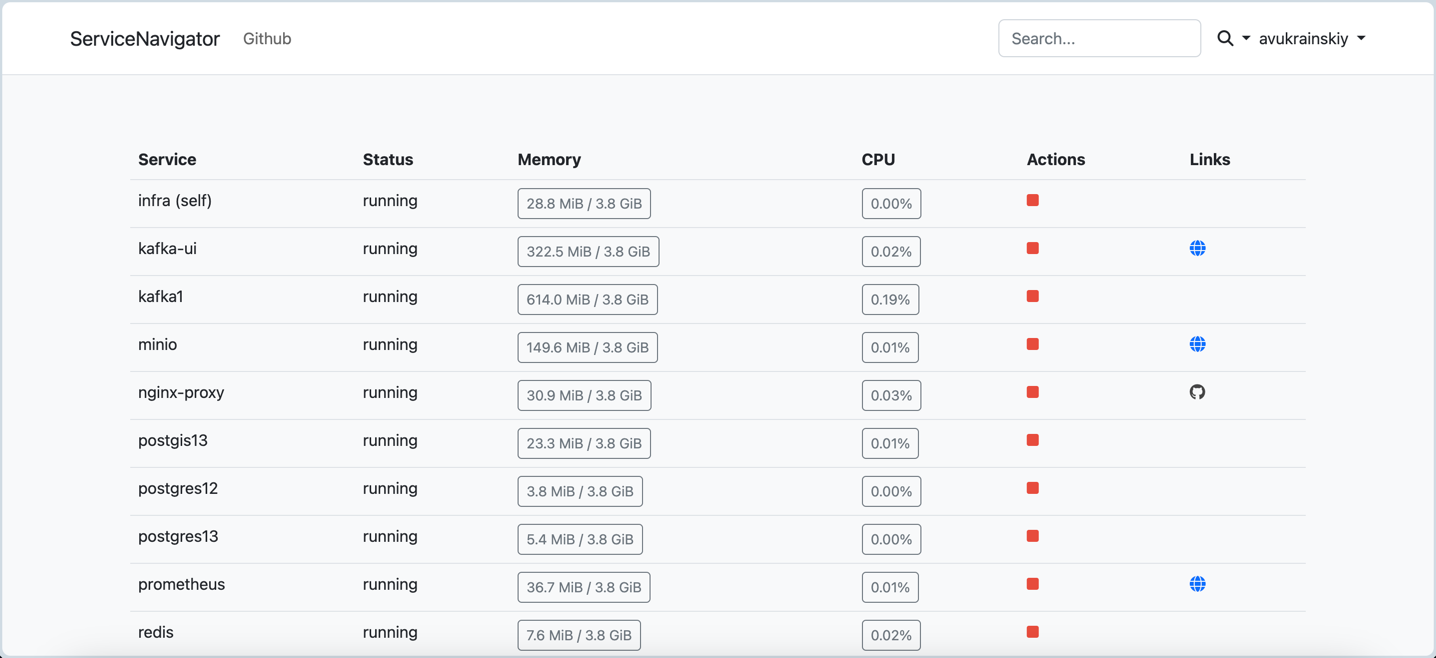 ServiceNavigator Github Search... avukrainskiy
Service Status Memory CPU Actions Links
infra (self) running 28.8 MiB / 3.8 GiB 0.00%
kafka-ui running 322.5 MiB / 3.8 GiB 0.02%
kafka1 running 614.0 MiB / 3.8 GiB 0.19%
minio running 149.6 MiB / 3.8 GiB 0.01%
nginx-proxy running 30.9 MiB / 3.8 GiB 0.03%
postgis13 running 23.3 MiB / 3.8 GiB 0.01%
postgres12 running 3.8 MiB / 3.8 GiB 0.00%
postgres13 running 5.4 MiB / 3.8 GiB 0.00%
prometheus running 36.7 MiB / 3.8 GiB 0.01%
redis running 7.6 MiB / 3.8 GiB 0.02%